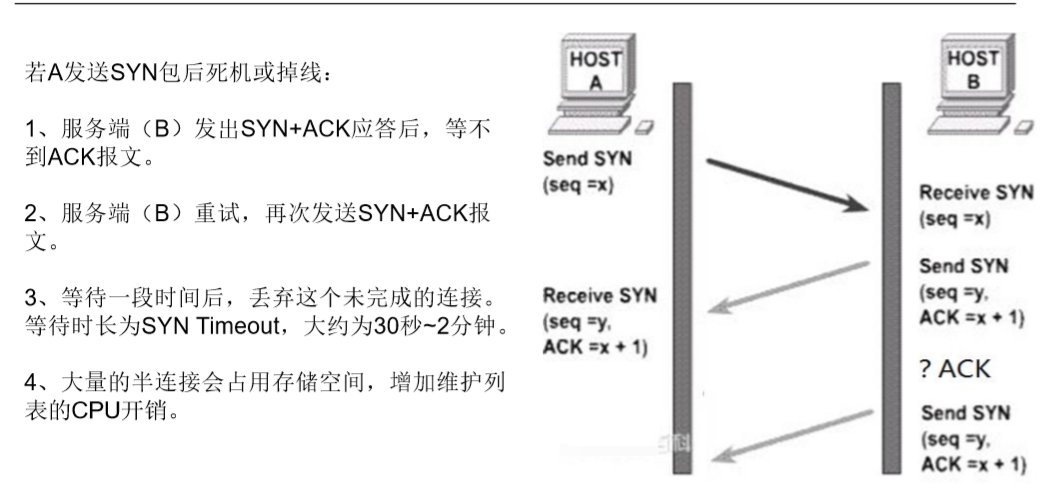 若A发送SYN包后死机或掉线：
1、服务端（B）发出SYN+ACK应答后，等不
到ACK报文。
2、服务端（B）重试，再次发送SYN+ACK报
文。
3、等待一段时间后，丢弃这个未完成的连接。
等待时长为SYN Timeout，大约为30秒~2分钟。
4、大量的半连接会占用存储空间，增加维护列
表的CPU开销。
HOST
A
Send SYN
(seq =x)
Receive SYN
(seq =y,
ACK =x + 1)
HOST
B
Receive SYN
(seq =x)
Send SYN
(seq =y,
ACK =x + 1)
? ACK
Send SYN
(seq =y,
ACK =x + 1)